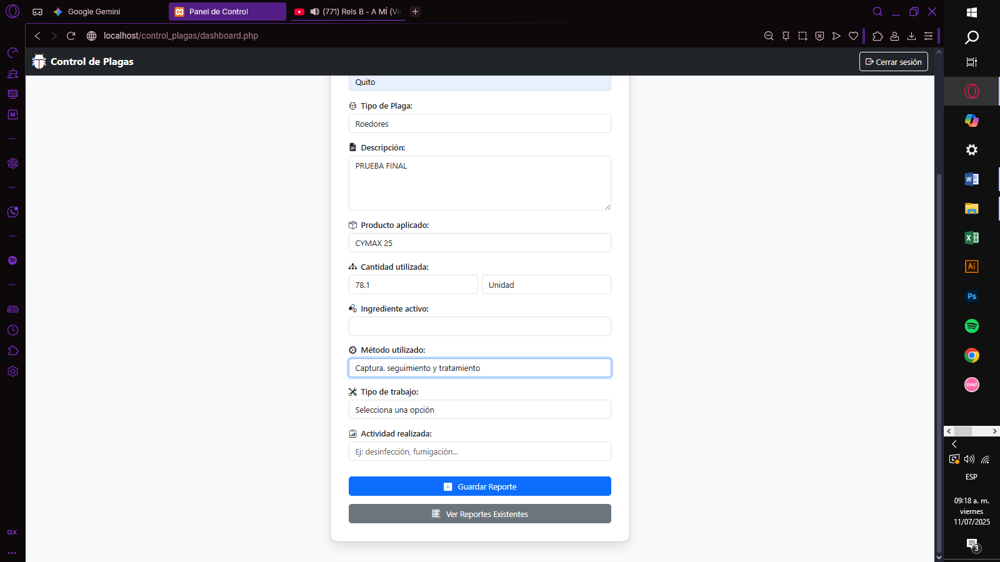 Google Gemini
Panel de Control
(771) Rels B - A MÍ (Vi
localhost/control_plagas/dashboard.php
Control de Plagas
Cerrar sesión
Quito
Tipo de Plaga:
Roedores
Descripción:
PRUEBA FINAL
Producto aplicado:
CYMAX 25
Cantidad utilizada:
78.1
Unidad
Ingrediente activo:
Método utilizado:
Captura. seguimiento y tratamiento
Tipo de trabajo:
Selecciona una opción
Actividad realizada:
Ej: desinfección, fumigación...
Guardar Reporte
Ver Reportes Existentes
M
GX
W
X
Ai
Ps
osu!
ESP
09:18 a. m.
viernes
11/07/2025
3